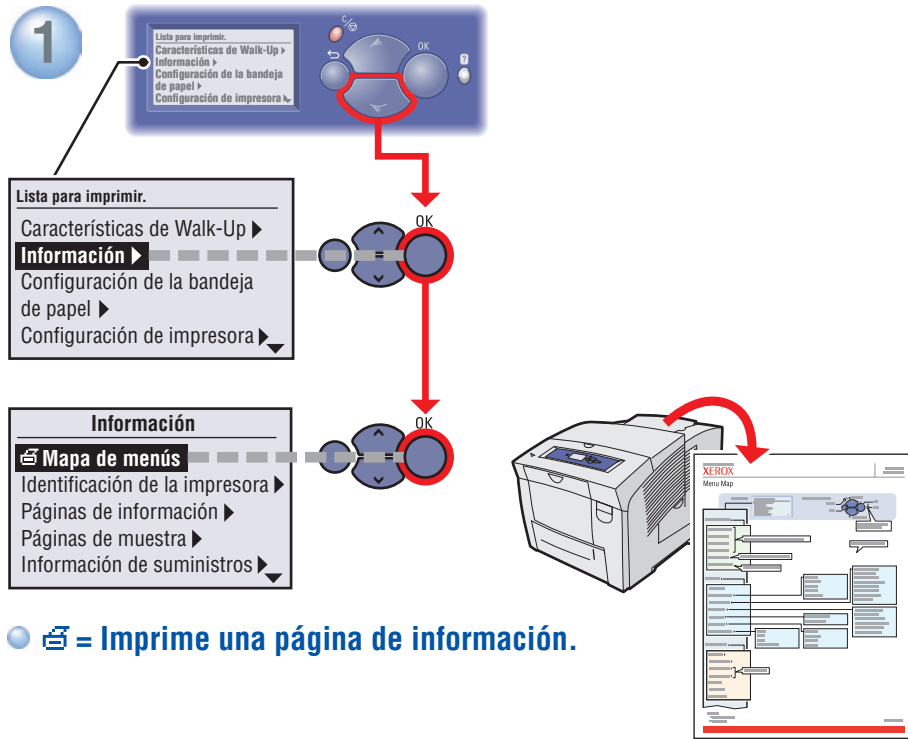 1
Lista para imprimir.
Características de Walk-Up
Información
Configuración de la bandeja
de papel
Configuración de impresora
C/
OK
?
Lista para imprimir.
Características de Walk-Up
Información
Configuración de la bandeja
de papel
Configuración de impresora
OK
Información
Mapa de menús
Identificación de la impresora
Páginas de información
Páginas de muestra
Información de suministros
OK
XEROX
Menu Map
= Imprime una página de información.